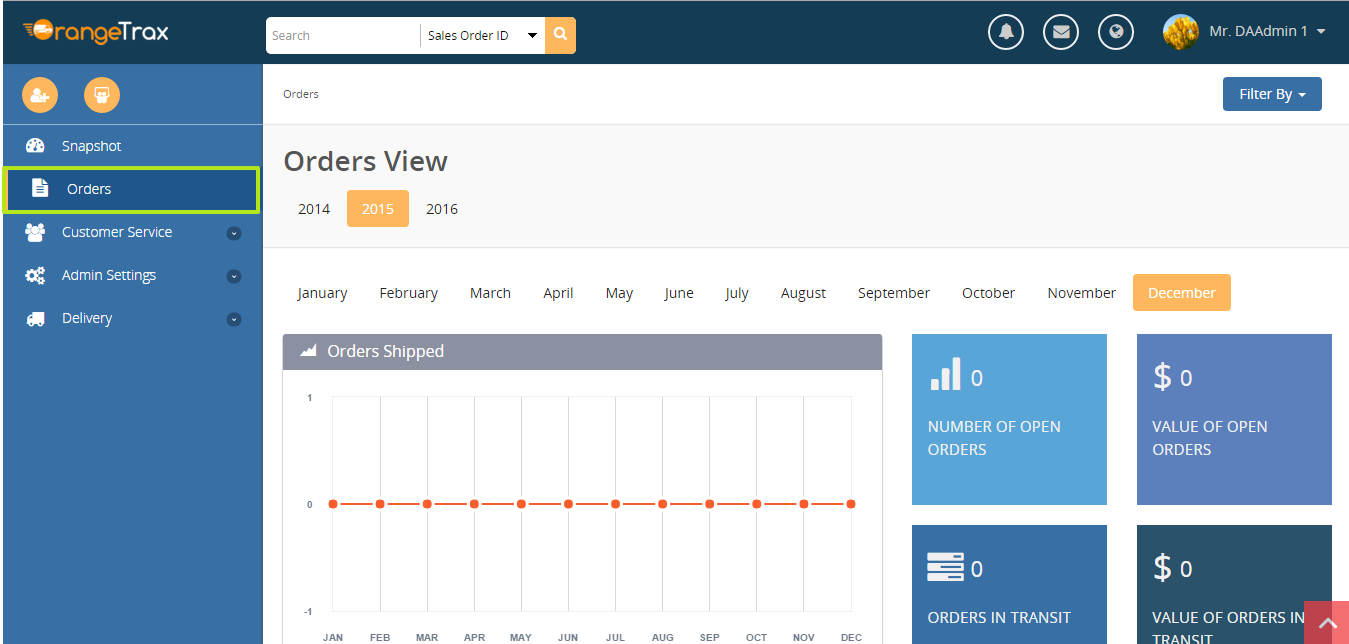 OrangeTrax
Search
Sales Order ID
Mr. DAAdmin 1
Orders
Filter By
Snapshot
Orders
Customer Service
Admin Settings
Delivery
Orders View
2014 2015 2016
January February March April May June July August September October November December
Orders Shipped
1
0
-1
JAN FEB MAR APR MAY JUN JUL AUG SEP OCT NOV DEC
0
NUMBER OF OPEN
ORDERS
$ 0
VALUE OF OPEN
ORDERS
0
ORDERS IN TRANSIT
$ 0
VALUE OF ORDERS IN
TRANSIT